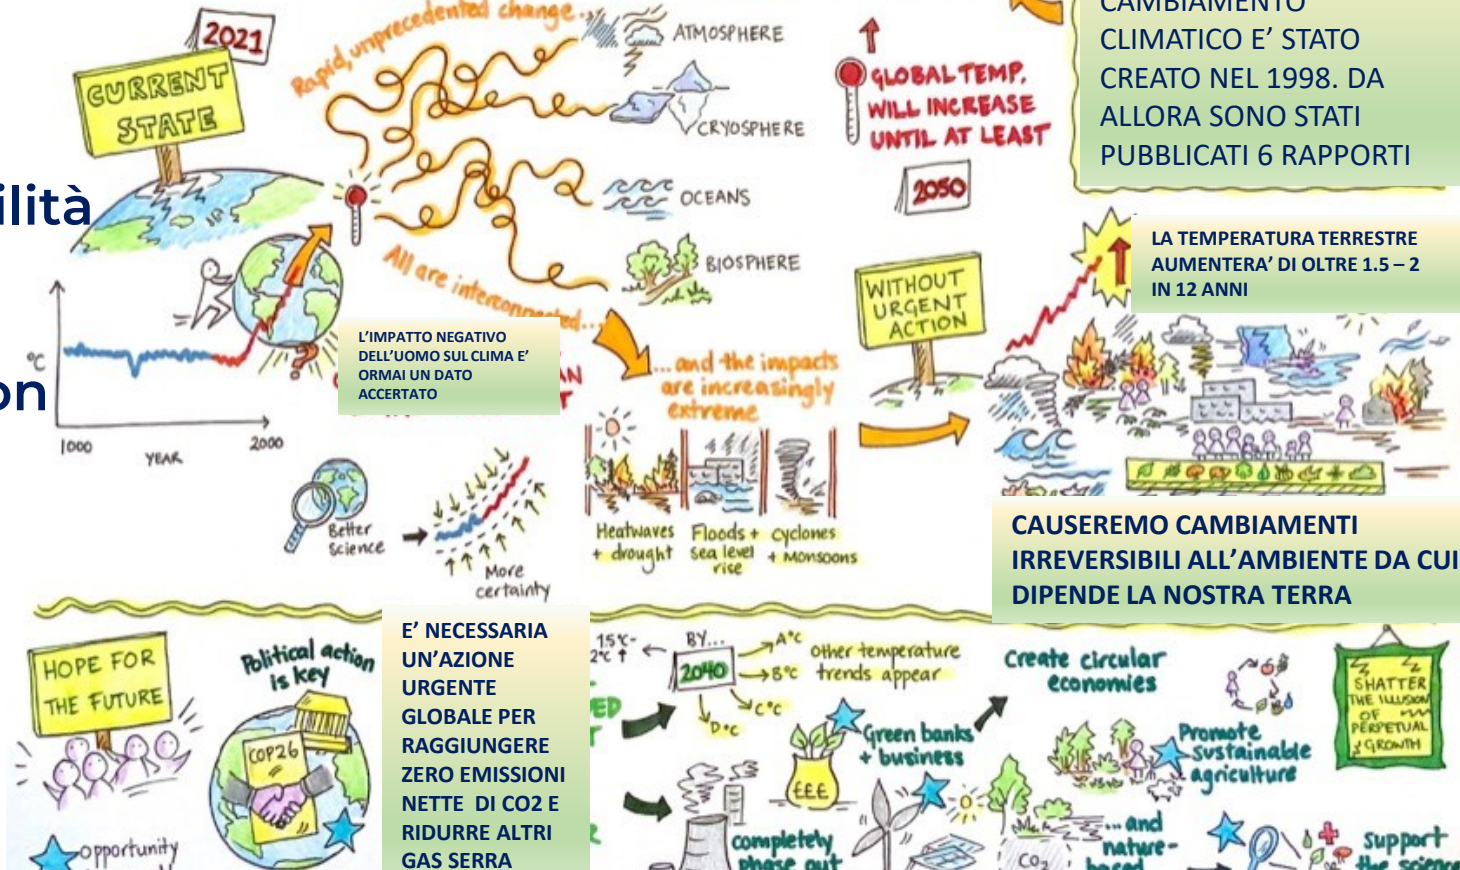 2021
CURRENT
STATE
Rapid, unprecedented change...
ATMOSPHERE
CRYOSPHERE
OCEANS
BIOSPHERE
All are interconnected...
GLOBAL TEMP.
WILL INCREASE
UNTIL AT LEAST
2050
CAMBIAMENTO
CLIMATICO E’ STATO
CREATO NEL 1998. DA
ALLORA SONO STATI
PUBBLICATI 6 RAPPORTI
ilità
on
°C
1000
YEAR
2000
?
L’IMPATTO NEGATIVO
DELL’UOMO SUL CLIMA E’
ORMAI UN DATO
ACCERTATO
...and the impacts
are increasingly
extreme
Heatwaves
+ drought
Floods +
sea level
rise
cyclones
+ Monsoons
WITHOUT
URGENT
ACTION
LA TEMPERATURA TERRESTRE
AUMENTERA’ DI OLTRE 1.5 – 2
IN 12 ANNI
Better
science
More
certainty
CAUSEREMO CAMBIAMENTI
IRREVERSIBILI ALL’AMBIENTE DA CUI
DIPENDE LA NOSTRA TERRA
HOPE FOR
THE FUTURE
Political action
is key
COP26
opportunity
E’ NECESSARIA
UN’AZIONE
URGENTE
GLOBALE PER
RAGGIUNGERE
ZERO EMISSIONI
NETTE DI CO2 E
RIDURRE ALTRI
GAS SERRA
1.5°C-
2°C
BY...
2040
A°C
B°C
C°C
D°C
other temperature
trends appear
Green banks
+ business
£££
completely
phase out
Create circular
economies
Promote
sustainable
agriculture
SHATTER
THE ILLUSION
OF
PERPETUAL
GROWTH
CO2
...and
nature-
based
support
the science